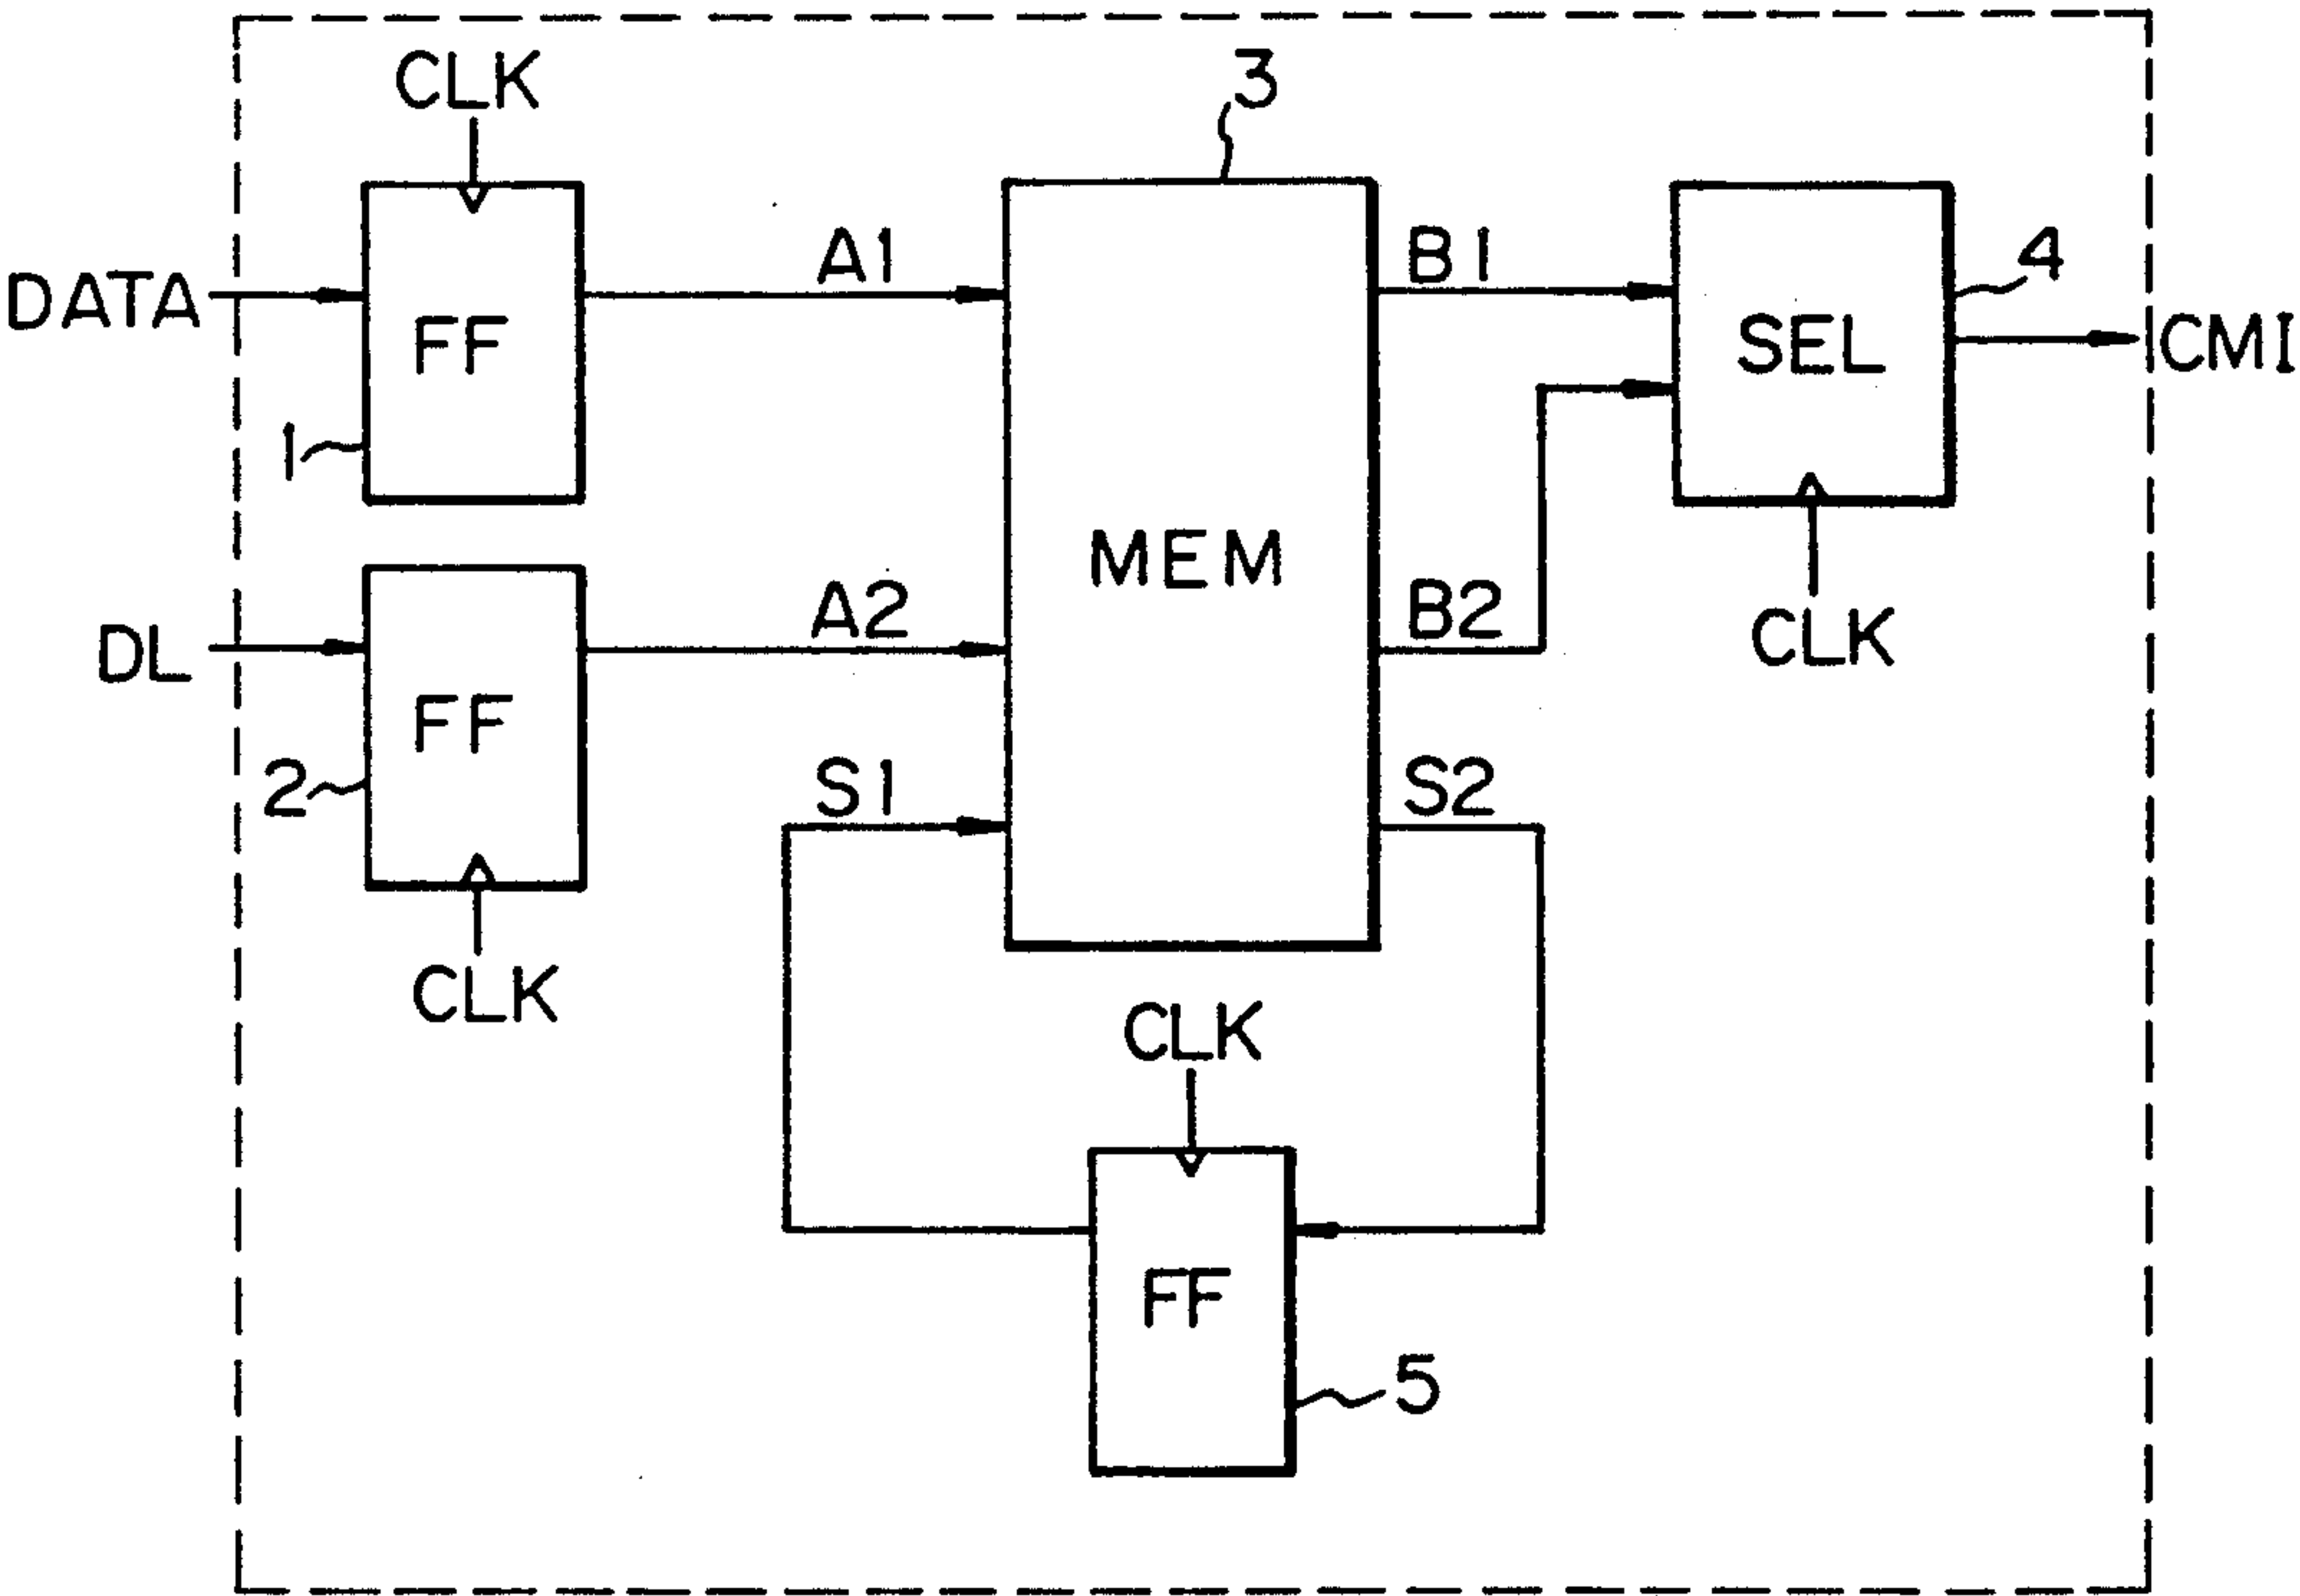 CLK
3
A1
B1
4
DATA
FF
SEL
CMI
1
MEM
CLK
A2
B2
DL
FF
2
S1
S2
CLK
CLK
FF
5